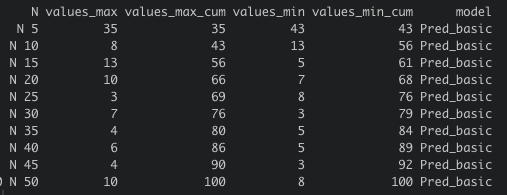 N values_max values_max_cum values_min values_min_cum model
N 5 35 35 43 43 Pred_basic
N 10 8 43 13 56 Pred_basic
N 15 13 56 5 61 Pred_basic
N 20 10 66 7 68 Pred_basic
N 25 3 69 8 76 Pred_basic
N 30 7 76 3 79 Pred_basic
N 35 4 80 5 84 Pred_basic
N 40 6 86 5 89 Pred_basic
N 45 4 90 3 92 Pred_basic
N 50 10 100 8 100 Pred_basic